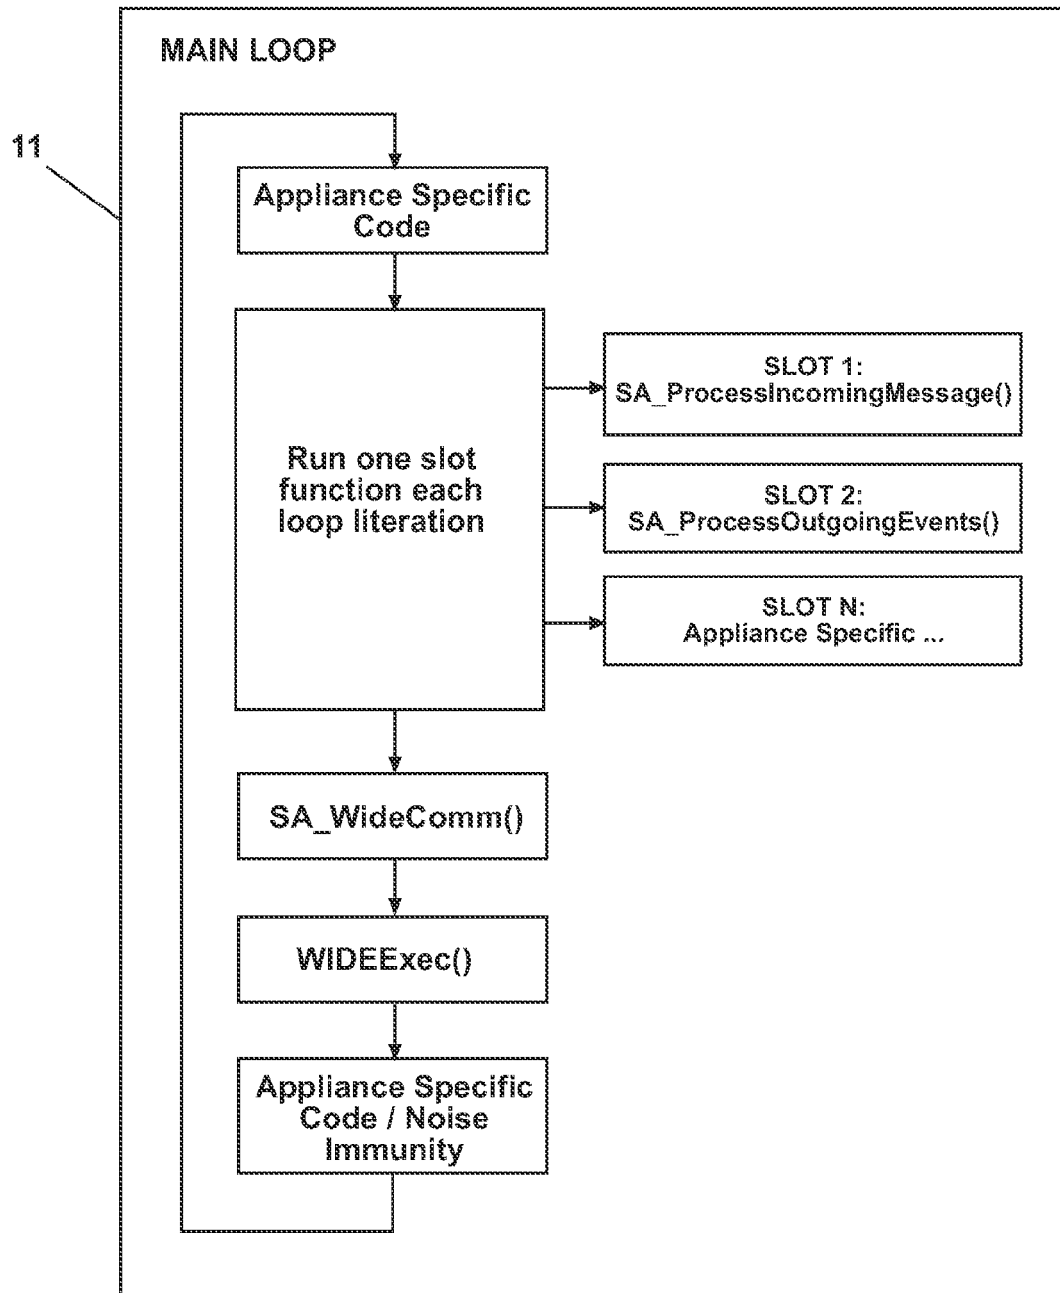 MAIN LOOP
11
Appliance Specific
Code
Run one slot
function each
loop literation
SLOT 1:
SA_ProcessIncomingMessage()
SLOT 2:
SA_ProcessOutgoingEvents()
SLOT N:
Appliance Specific ...
SA_WideComm()
WIDEExec()
Appliance Specific
Code / Noise
Immunity